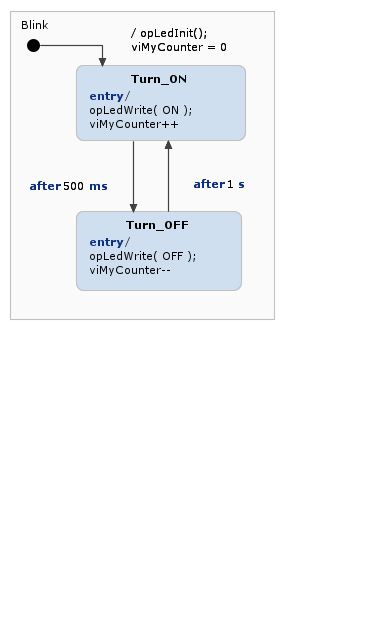 Blink
/ opLedInit();
viMyCounter = 0
Turn_ON
entry/
opLedWrite( ON );
viMyCounter++
after 500 ms
after 1 s
Turn_OFF
entry/
opLedWrite( OFF );
viMyCounter--